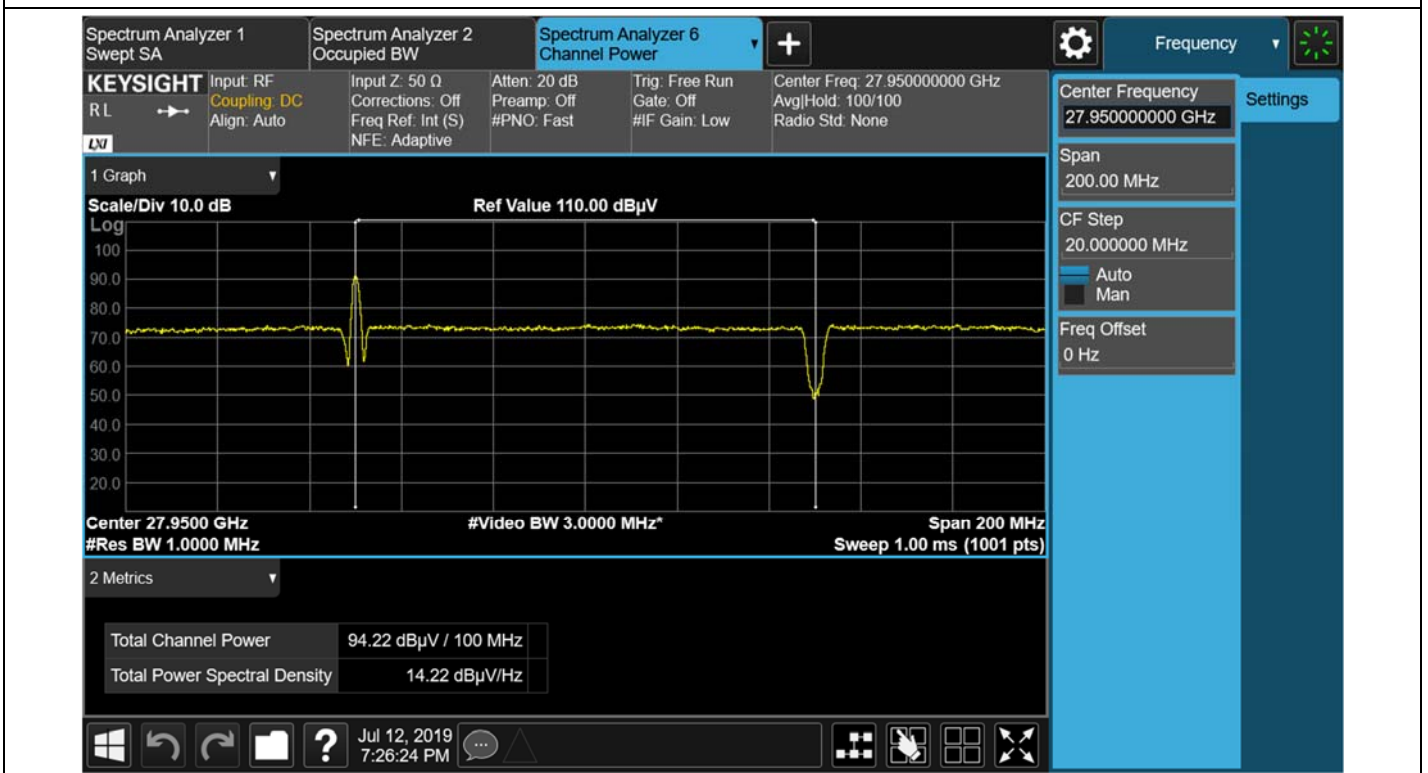 Spectrum Analyzer 1
Swept SA
Spectrum Analyzer 2
Occupied BW
Spectrum Analyzer 6
Channel Power
Frequency
KEYSIGHT
RL
LXI
Input: RF
Coupling: DC
Align: Auto
Input Z: 50 Ω
Corrections: Off
Freq Ref: Int (S)
NFE: Adaptive
Atten: 20 dB
Preamp: Off
#PNO: Fast
Trig: Free Run
Gate: Off
#IF Gain: Low
Center Freq: 27.950000000 GHz
Avg|Hold: 100/100
Radio Std: None
Center Frequency
27.950000000 GHz
Settings
Span
200.00 MHz
CF Step
20.000000 MHz
Auto
Man
Freq Offset
0 Hz
1 Graph
Scale/Div 10.0 dB
Ref Value 110.00 dBµV
Log
100
90.0
80.0
70.0
60.0
50.0
40.0
30.0
20.0
Center 27.9500 GHz
#Video BW 3.0000 MHz*
Span 200 MHz
#Res BW 1.0000 MHz
Sweep 1.00 ms (1001 pts)
2 Metrics
Total Channel Power 94.22 dBµV / 100 MHz
Total Power Spectral Density 14.22 dBµV/Hz
?
Jul 12, 2019
7:26:24 PM